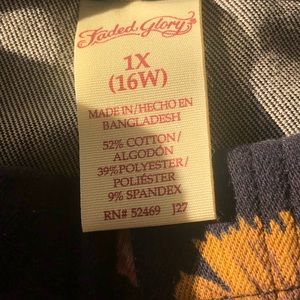 Faded Glory
1X
(16W)
MADE IN/HECHO EN
BANGLADESH
52% COTTON/
ALGODÓN
39%POLYESTER/
POLIÉSTER
9% SPANDEX
RN# 52469 J27